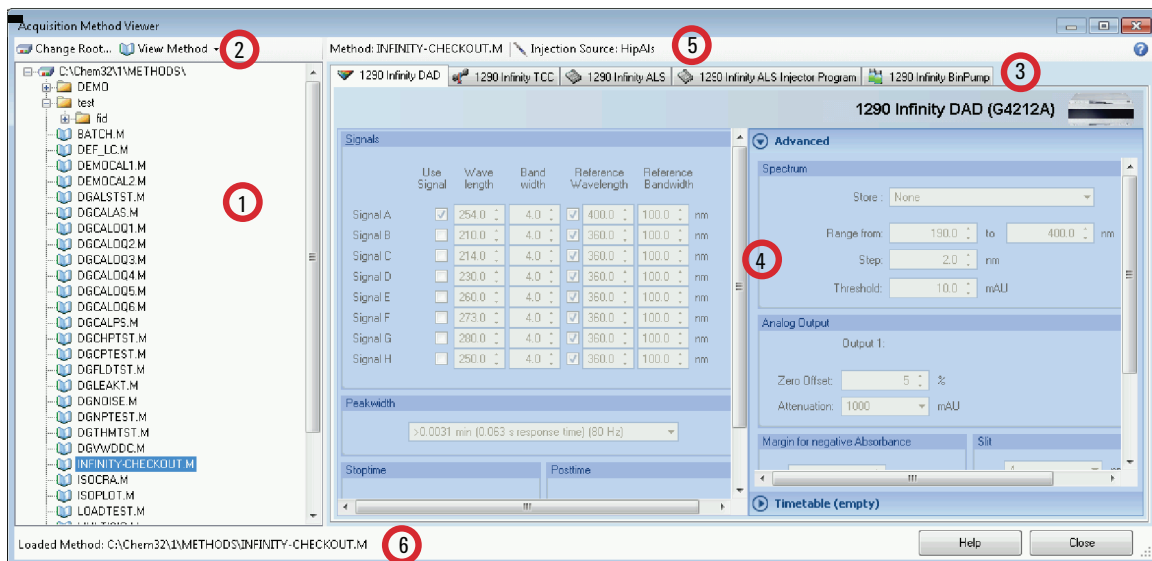 Acquisition Method Viewer
Change Root... View Method 2
Method: INFINITY-CHECKOUT.M Injection Source: HipAls 5
C:\Chem32\1\METHODS\
DEMO
test
fid
BATCH.M
DEF_LC.M
DEMOCAL1.M
DEMOCAL2.M
DGALSTST.M
DGCALAS.M
DGCALDQ1.M
DGCALDQ2.M
DGCALDQ3.M
DGCALDQ4.M
DGCALDQ5.M
DGCALDQ6.M
DGCALPS.M
DGCHPTST.M
DGCPTEST.M
DGFLDTST.M
DGLEAKT.M
DGNOISE.M
DGNPTEST.M
DGTHMTST.M
DGVWDDC.M
INFINITY-CHECKOUT.M
ISOCRA.M
ISOPLOT.M
LOADTEST.M
1
1290 Infinity DAD 1290 Infinity TCC 1290 Infinity ALS 1290 Infinity ALS Injector Program 1290 Infinity BinPump 3
1290 Infinity DAD (G4212A)
Signals
Use Signal Wave length Band width Reference Wavelength Reference Bandwidth
Signal A 254.0 4.0 400.0 100.0 nm
Signal B 210.0 4.0 360.0 100.0 nm
Signal C 214.0 4.0 360.0 100.0 nm
Signal D 230.0 4.0 360.0 100.0 nm
Signal E 260.0 4.0 360.0 100.0 nm
Signal F 273.0 4.0 360.0 100.0 nm
Signal G 280.0 4.0 360.0 100.0 nm
Signal H 250.0 4.0 360.0 100.0 nm
Peakwidth
>0.0031 min (0.063 s response time) (80 Hz)
Stoptime Posttime
4
Advanced
Spectrum
Store : None
Range from: 190.0 to 400.0 nm
Step: 2.0 nm
Threshold: 10.0 mAU
Analog Output
Output 1:
Zero Offset: 5 %
Attenuation: 1000 mAU
Margin for negative Absorbance Slit
4
Timetable (empty)
Loaded Method: C:\Chem32\1\METHODS\INFINITY-CHECKOUT.M 6
Help Close